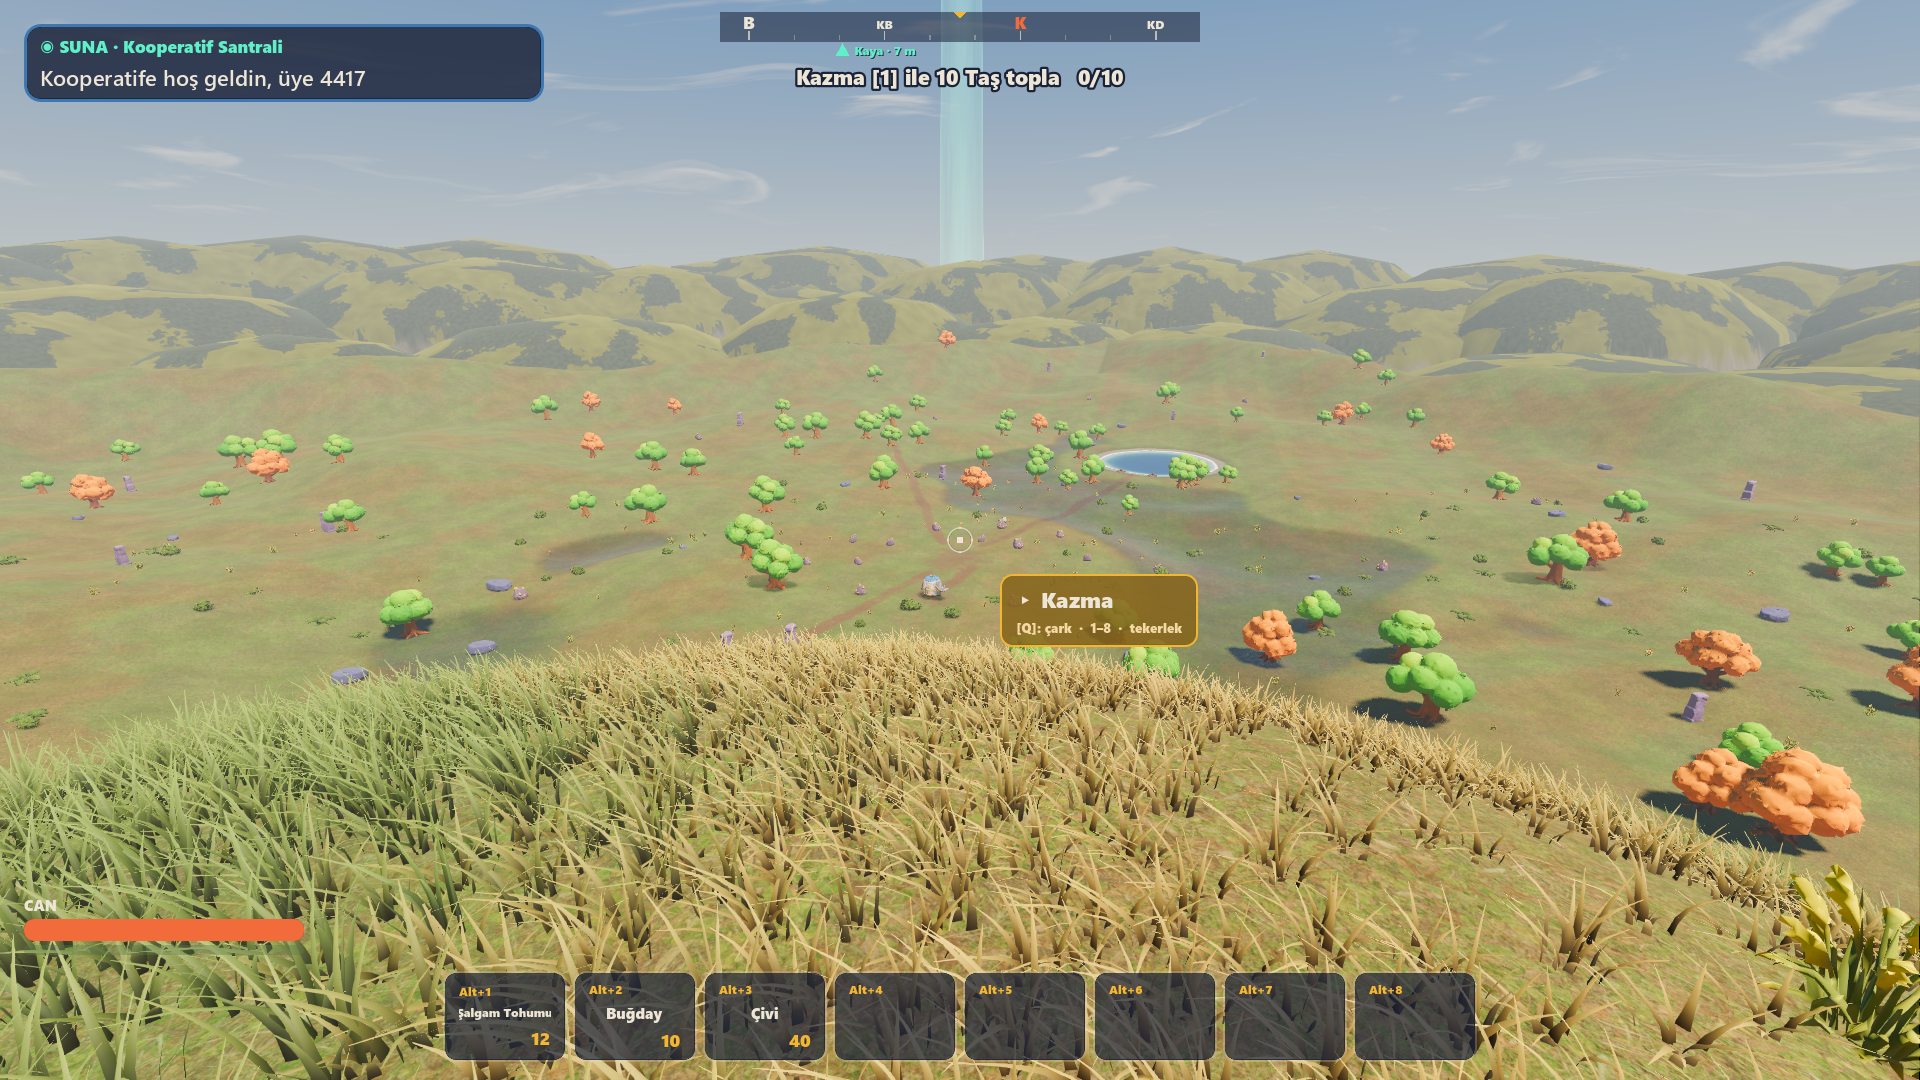 SUNA · Kooperatif Santrali
Kooperatife hoş geldin, üye 4417
B KB K KD
Kaya · 7 m
Kazma [1] ile 10 Taş topla 0/10
Kazma
[Q]: çark · 1–8 · tekerlek
CAN
Alt+1 Alt+2 Alt+3 Alt+4 Alt+5 Alt+6 Alt+7 Alt+8
Şalgam Tohumu Buğday Çivi
12 10 40